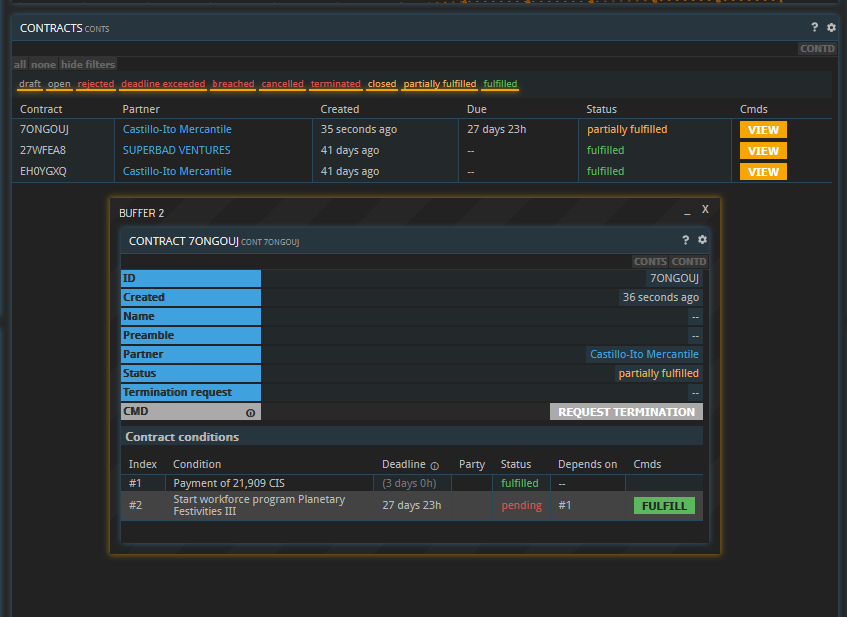 CONTRACTS CONTS ? 
CONTD
all none hide filters
draft open rejected deadline exceeded breached cancelled terminated closed partially fulfilled fulfilled
Contract Partner Created Due Status Cmds
7ONGOUJ Castillo-Ito Mercantile 35 seconds ago 27 days 23h partially fulfilled VIEW
27WFEA8 SUPERBAD VENTURES 41 days ago -- fulfilled VIEW
EH0YGXQ Castillo-Ito Mercantile 41 days ago -- fulfilled VIEW
BUFFER 2 _ X
CONTRACT 7ONGOUJ CONT 7ONGOUJ ?
CONTS CONTD
ID 7ONGOUJ
Created 36 seconds ago
Name --
Preamble --
Partner Castillo-Ito Mercantile
Status partially fulfilled
Termination request --
CMD REQUEST TERMINATION
Contract conditions
Index Condition Deadline Party Status Depends on Cmds
#1 Payment of 21,909 CIS (3 days 0h) fulfilled --
#2 Start workforce program Planetary Festivities III 27 days 23h pending #1 FULFILL